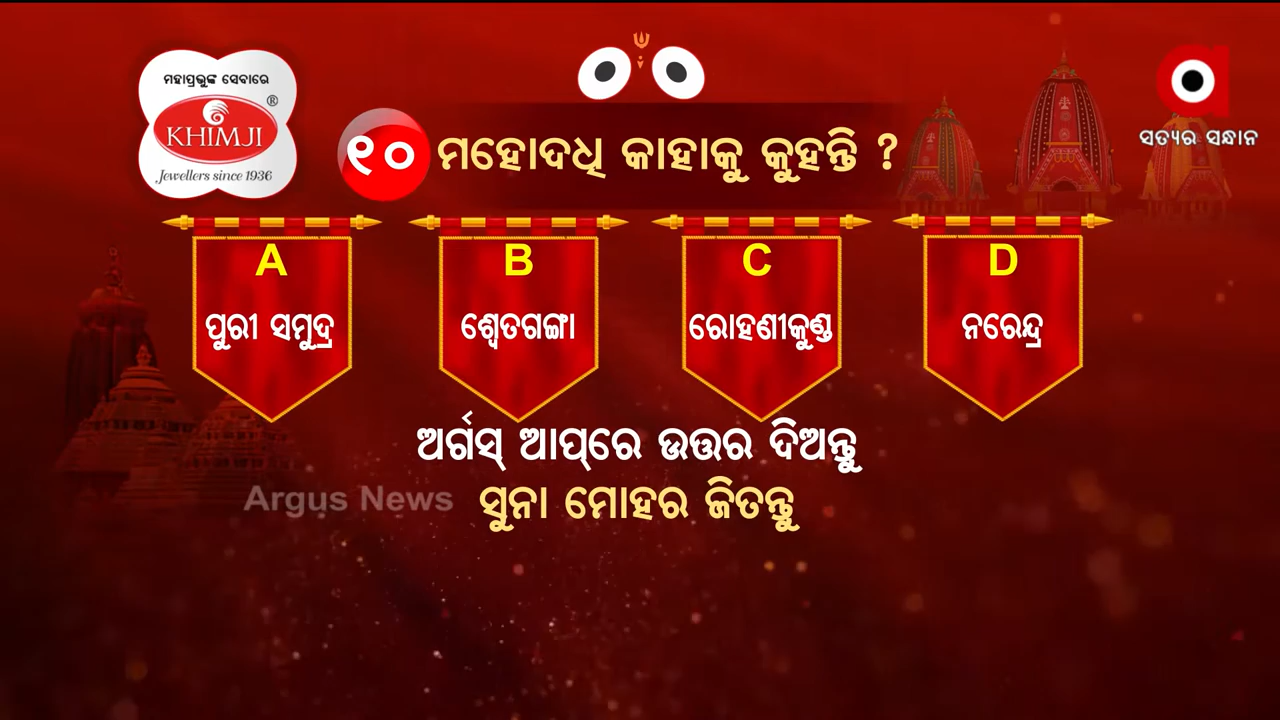 ମହାପ୍ରଭୁଙ୍କ ସେବାରେ
KHIMJI®
Jewellers since 1936
ସତ୍ୟର ସନ୍ଧାନ
୧୦ ମହୋଦଧି କାହାକୁ କୁହନ୍ତି ?
A
ପୁରୀ ସମୁଦ୍ର
B
ଶ୍ୱେତଗଙ୍ଗା
C
ରୋହଣୀକୁଣ୍ଡ
D
ନରେନ୍ଦ୍ର
ଅର୍ଗସ୍ ଆପ୍‌ରେ ଉତ୍ତର ଦିଅନ୍ତୁ
Argus News
ସୁନା ମୋହର ଜିତନ୍ତୁ